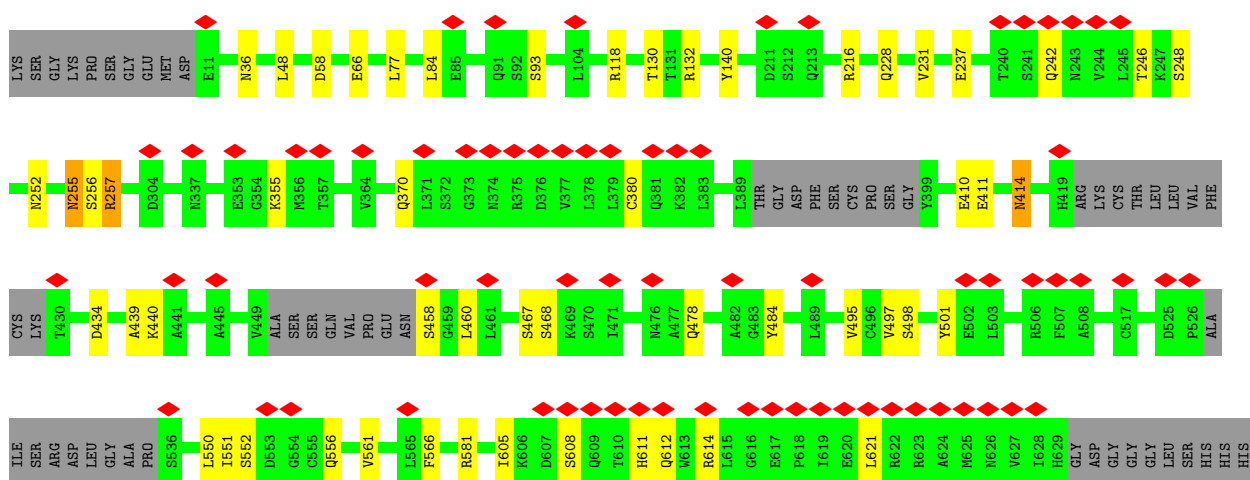 LYS SER GLY LYS PRO SER GLY GLU MET ASP E11 N36 L48 D58 E66 L77 L84 E85 Q91 S92 S93 L104 R118 T130 T131 R132 Y140 D211 S212 Q213 R216 Q228 V231 E237 T240 S241 Q242 N243 V244 L245 T246 K247 S248
N252 N255 S256 R257 D304 N337 E353 G354 K355 M356 T357 V364 Q370 L371 S372 G373 N374 R375 D376 V377 L378 L379 C380 Q381 K382 L383 L389 THR GLY ASP PHE SER CYS PRO SER GLY Y399 E410 E411 N414 H419 ARG LYS CYS THR LEU LEU VAL PHE
CYS LYS T430 D434 A439 K440 A441 A445 V449 ALA SER SER GLN VAL PRO GLU ASN S458 G459 L460 L461 S467 S468 K469 S470 I471 N476 A477 Q478 A482 G483 Y484 L489 V495 C496 V497 S498 Y501 E502 L503 R506 F507 A508 C517 D525 P526 ALA
ILE SER ARG ASP LEU GLY ALA PRO S536 L550 I551 S552 D553 G554 C555 Q556 V561 L565 F566 R581 I605 K606 D607 S608 Q609 T610 H611 Q612 W613 R614 L615 G616 E617 P618 I619 E620 L621 R622 R623 A624 M625 N626 V627 I628 H629 GLY ASP GLY GLY GLY LEU SER HIS HIS HIS